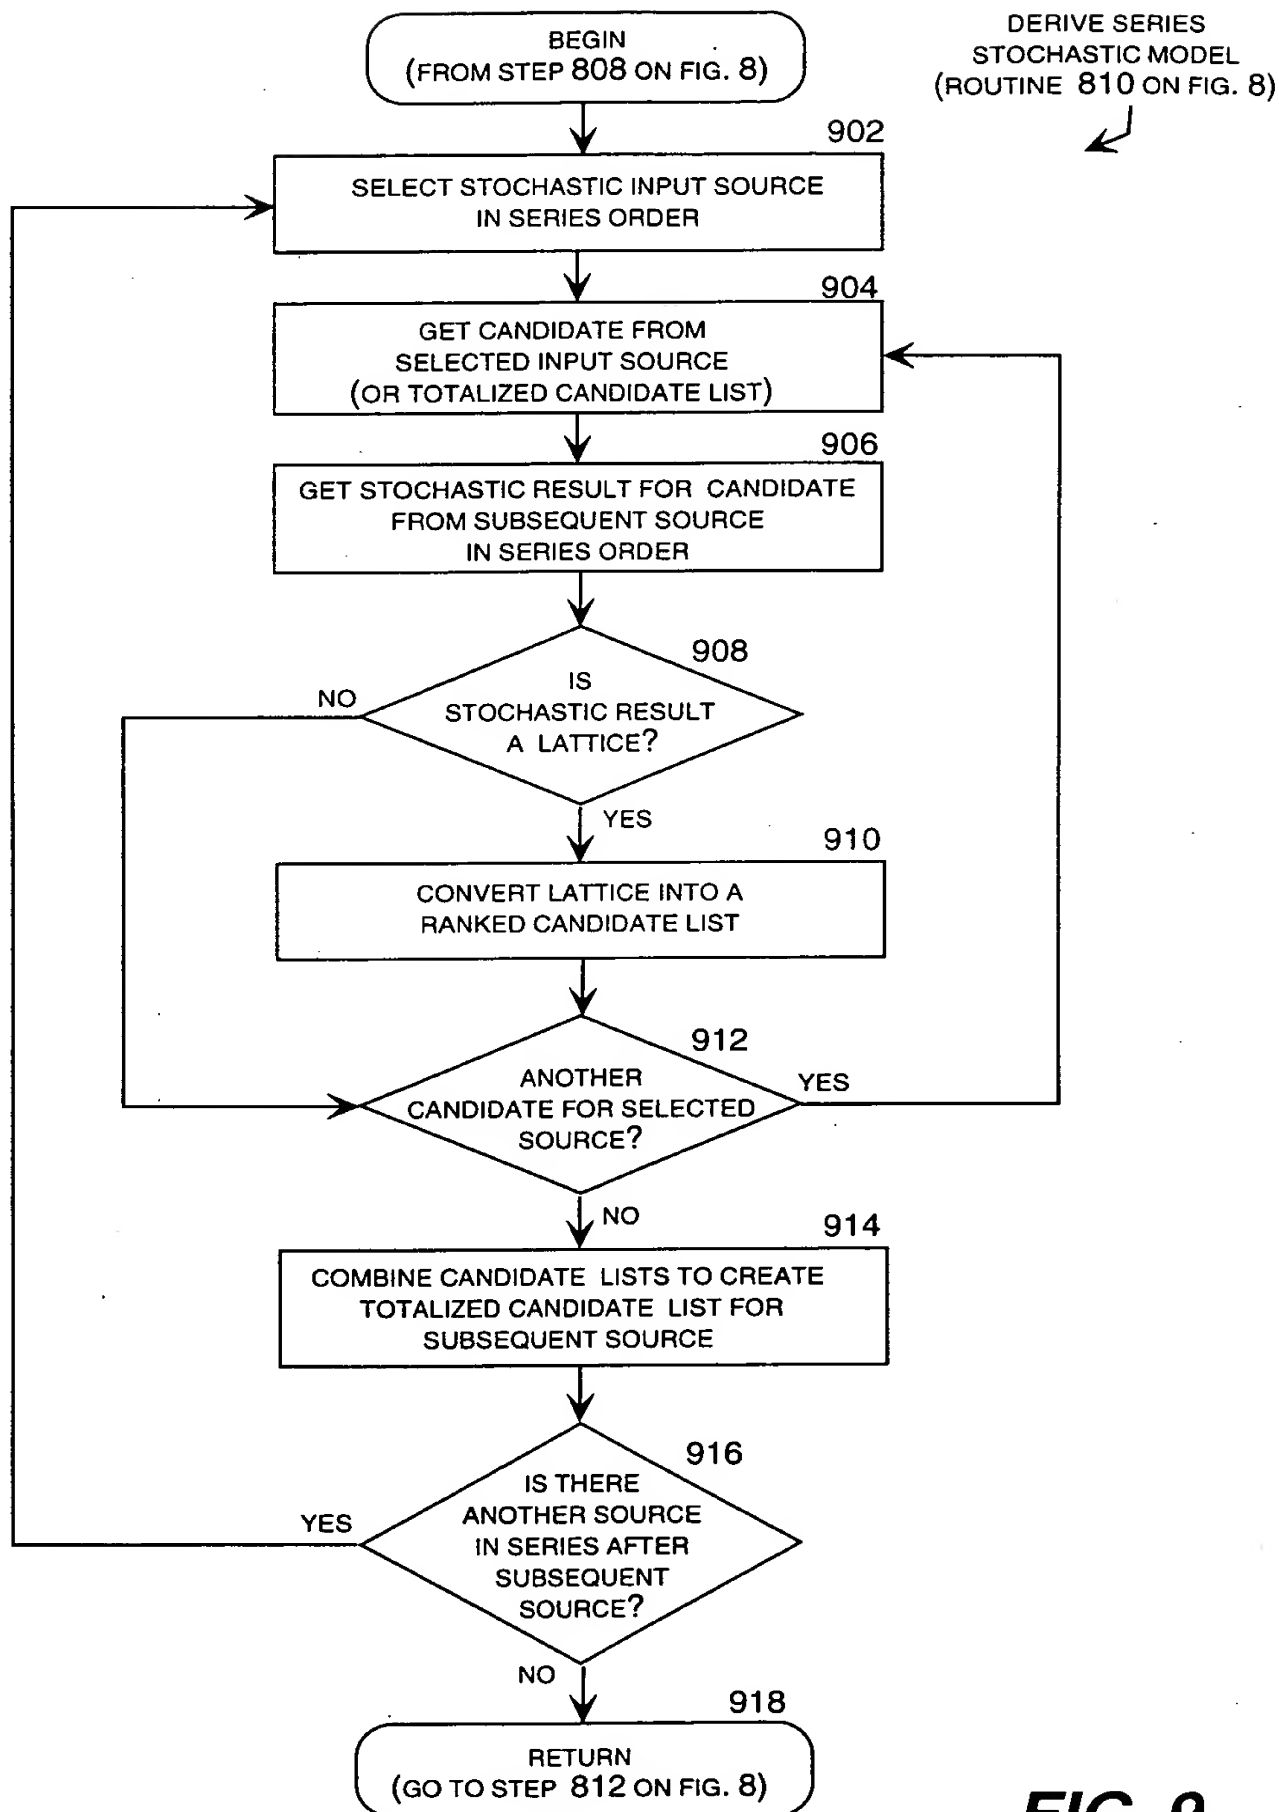 BEGIN
(FROM STEP 808 ON FIG. 8)
DERIVE SERIES
STOCHASTIC MODEL
(ROUTINE 810 ON FIG. 8)
902
SELECT STOCHASTIC INPUT SOURCE
IN SERIES ORDER
904
GET CANDIDATE FROM
SELECTED INPUT SOURCE
(OR TOTALIZED CANDIDATE LIST)
906
GET STOCHASTIC RESULT FOR CANDIDATE
FROM SUBSEQUENT SOURCE
IN SERIES ORDER
908
IS
STOCHASTIC RESULT
A LATTICE?
NO
YES
910
CONVERT LATTICE INTO A
RANKED CANDIDATE LIST
912
ANOTHER
CANDIDATE FOR SELECTED
SOURCE?
YES
NO
914
COMBINE CANDIDATE LISTS TO CREATE
TOTALIZED CANDIDATE LIST FOR
SUBSEQUENT SOURCE
916
IS THERE
ANOTHER SOURCE
IN SERIES AFTER
SUBSEQUENT
SOURCE?
YES
NO
918
RETURN
(GO TO STEP 812 ON FIG. 8)
FIG. 9